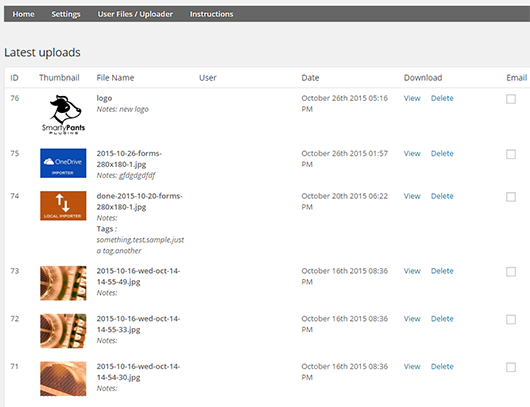 Home Settings User Files / Uploader Instructions
Latest uploads
ID Thumbnail File Name User Date Download Email
76 logo October 26th 2015 05:16 View Delete
Notes: new logo PM
SmartyPants
PLUGINS
75 2015-10-26-forms- October 26th 2015 01:57 View Delete
OneDrive 280x180-1.jpg PM
IMPORTER Notes: gfdgdgdfdf
74 done-2015-10-20-forms- October 20th 2015 06:22 View Delete
280x180-1.jpg PM
LOCAL IMPORTER Notes:
Tags :
something,test,sample,just
a tag,another
73 2015-10-16-wed-oct-14- October 16th 2015 08:36 View Delete
14-55-49.jpg PM
Notes:
72 2015-10-16-wed-oct-14- October 16th 2015 08:36 View Delete
14-55-33.jpg PM
Notes:
71 2015-10-16-wed-oct-14- October 16th 2015 08:36 View Delete
14-54-30.jpg PM
Notes: